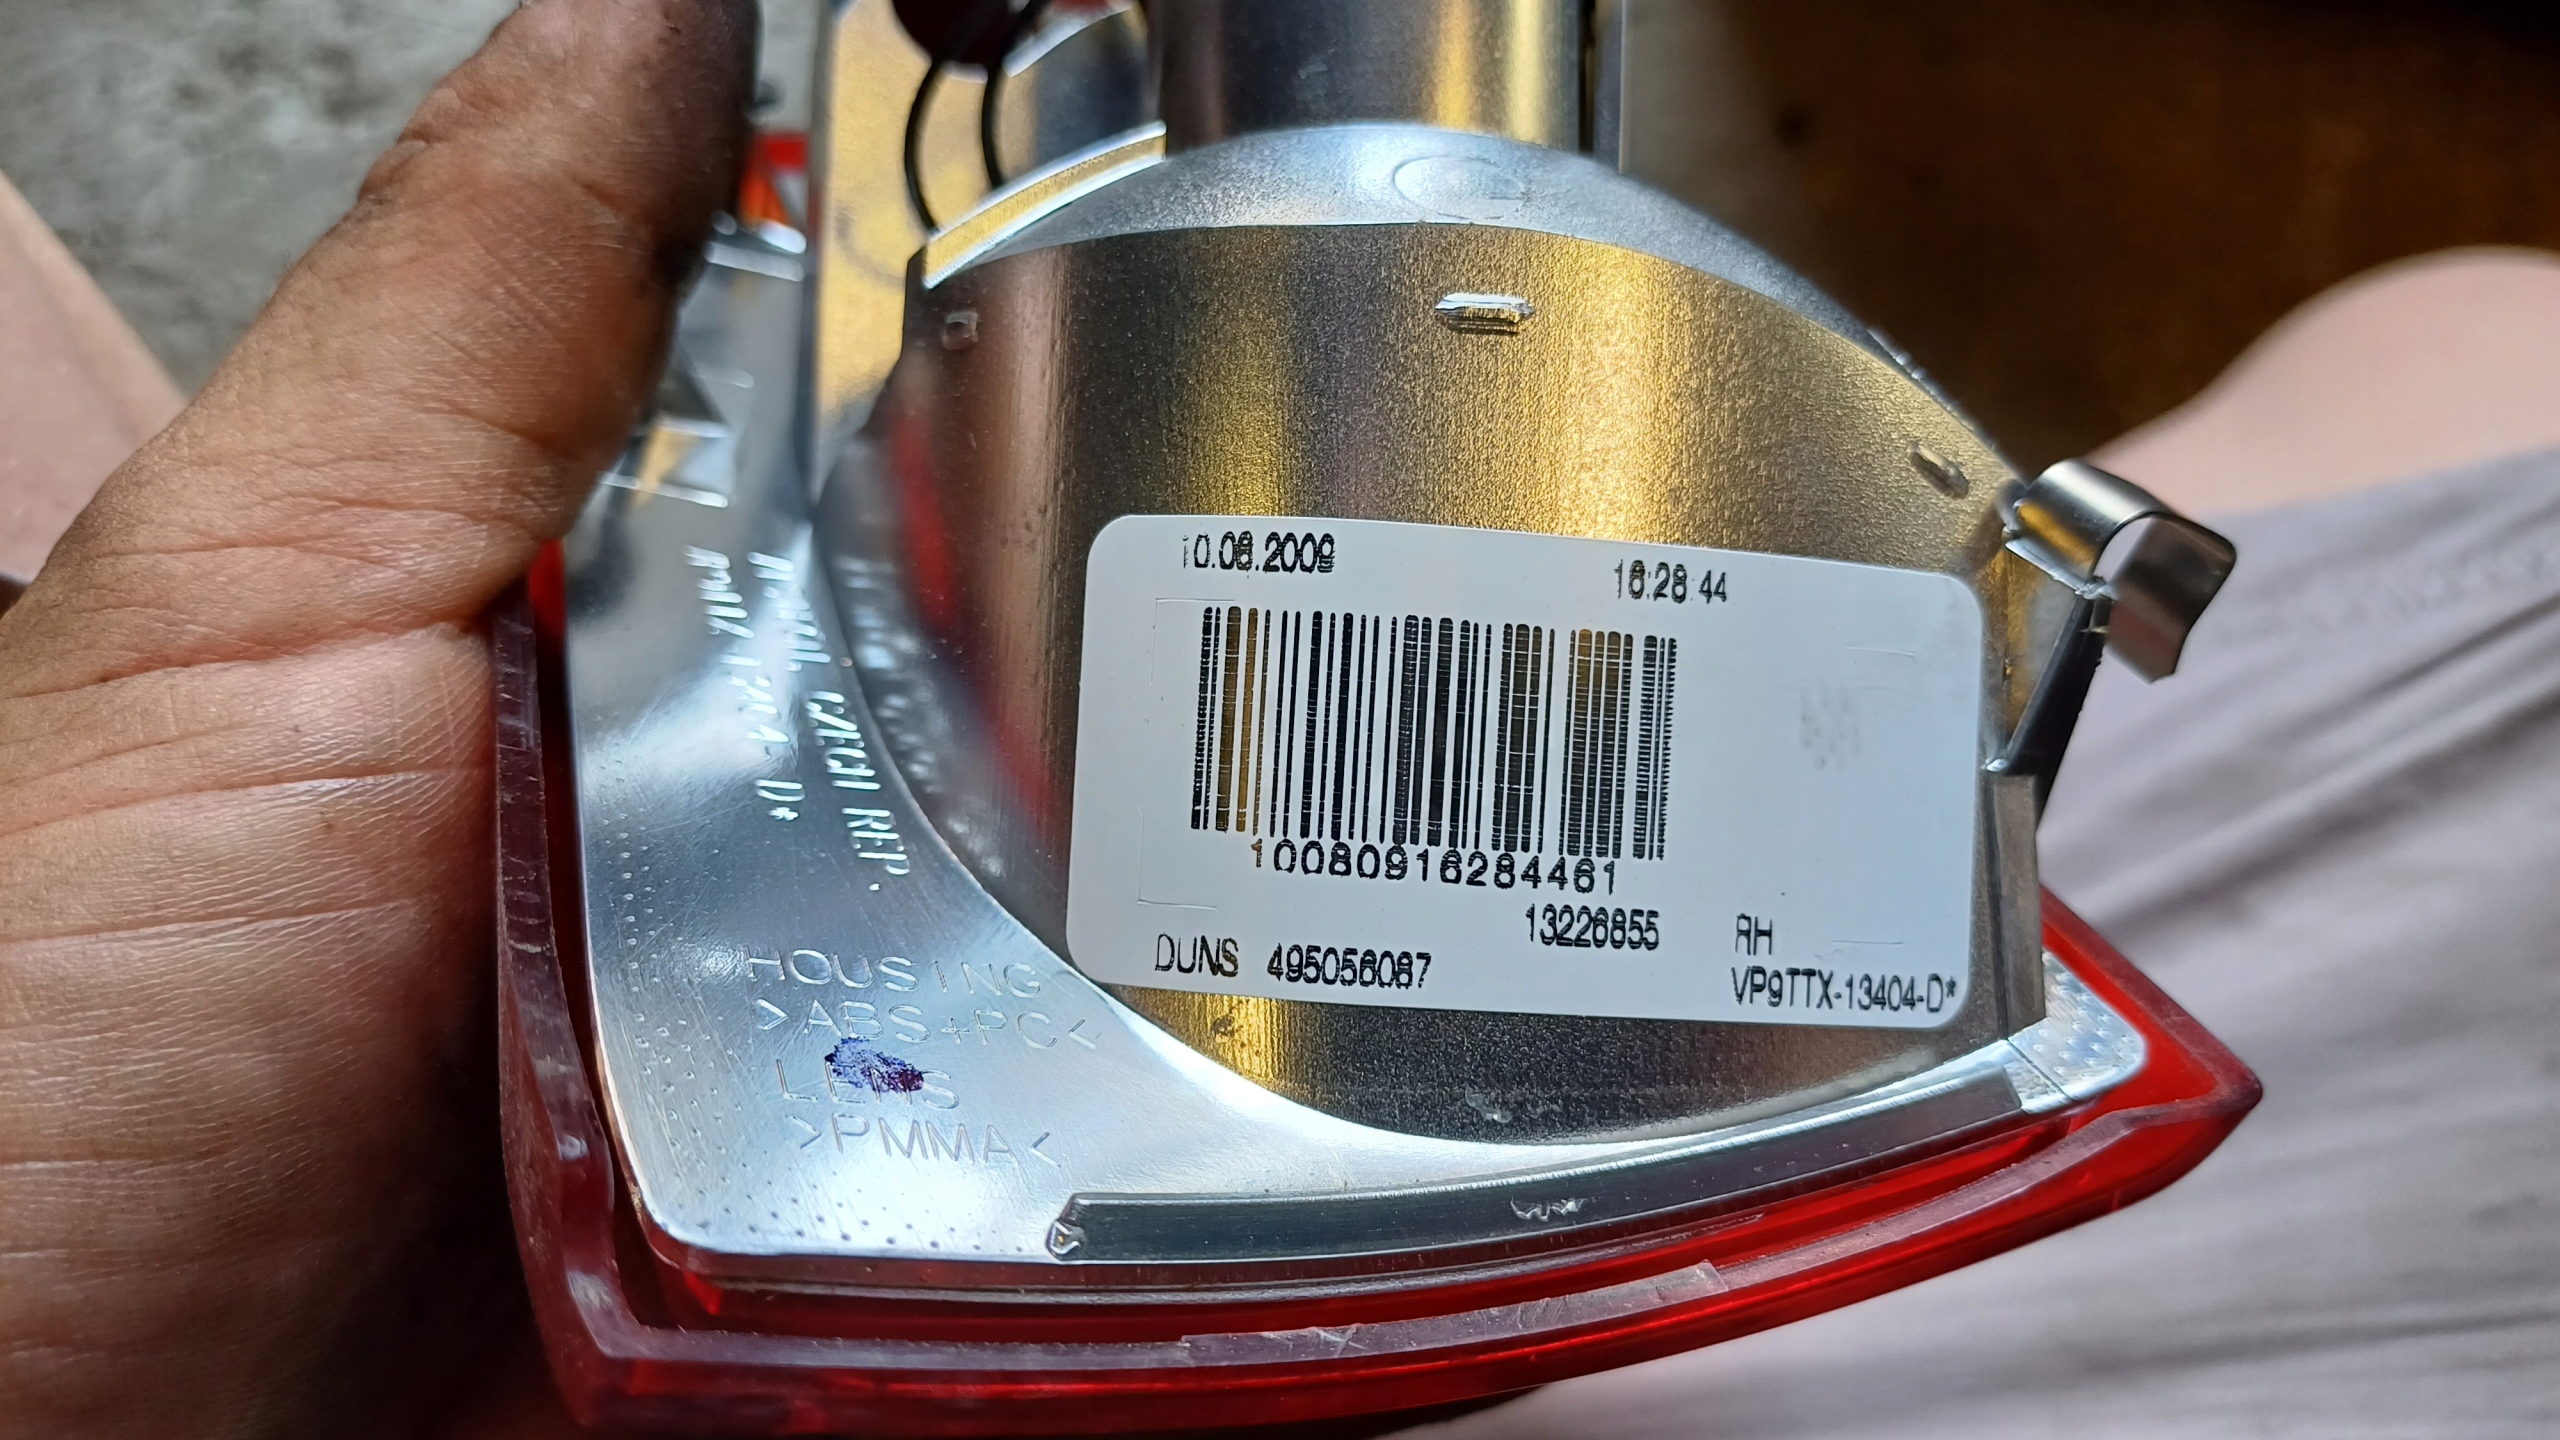 10.08.2009
16:28:44
10080916284461
13226855
RH
DUNS 495056087
VP9TTX-13404-D*
CZECH REP.
HOUSING
>ABS+PC<
LENS
>PMMA<